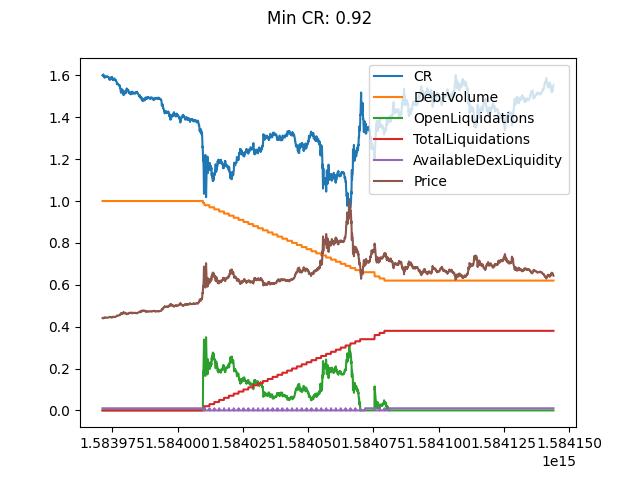 Min CR: 0.92
1.6
1.4
1.2
1.0
0.8
0.6
0.4
0.2
0.0
CR
DebtVolume
OpenLiquidations
TotalLiquidations
AvailableDexLiquidity
Price
1.583975 1.584000 1.584025 1.584050 1.584075 1.584100 1.584125 1.584150
1e15